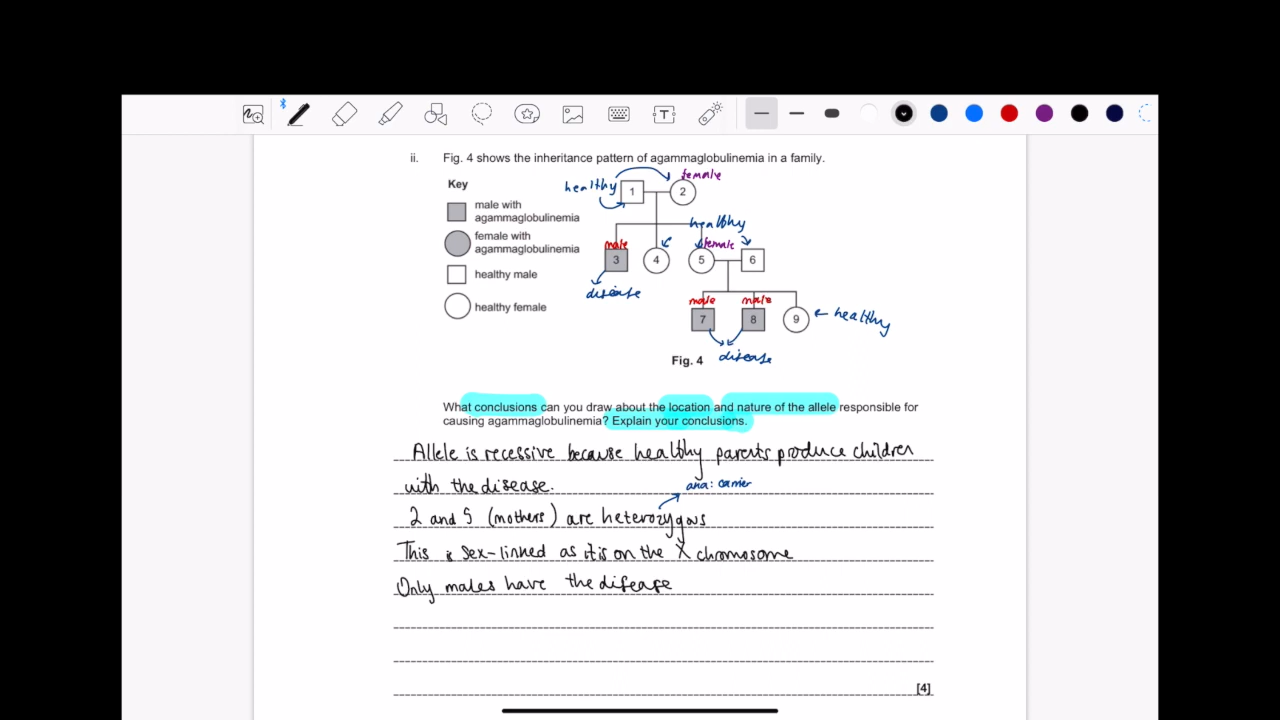 ii. Fig. 4 shows the inheritance pattern of agammaglobulinemia in a family.
Key
male with
agammaglobulinemia
female with
agammaglobulinemia
healthy male
healthy female
healthy
1
2
female
healthy
male
female
3
4
5
6
disease
male
male
7
8
9
healthy
disease
Fig. 4
What conclusions can you draw about the location and nature of the allele responsible for
causing agammaglobulinemia? Explain your conclusions.
Allele is recessive because healthy parents produce children
with the disease.
aka: carrier
2 and 5 (mothers) are heterozygous
This is sex-linked as it is on the X chromosome
Only males have the disease
[4]
T